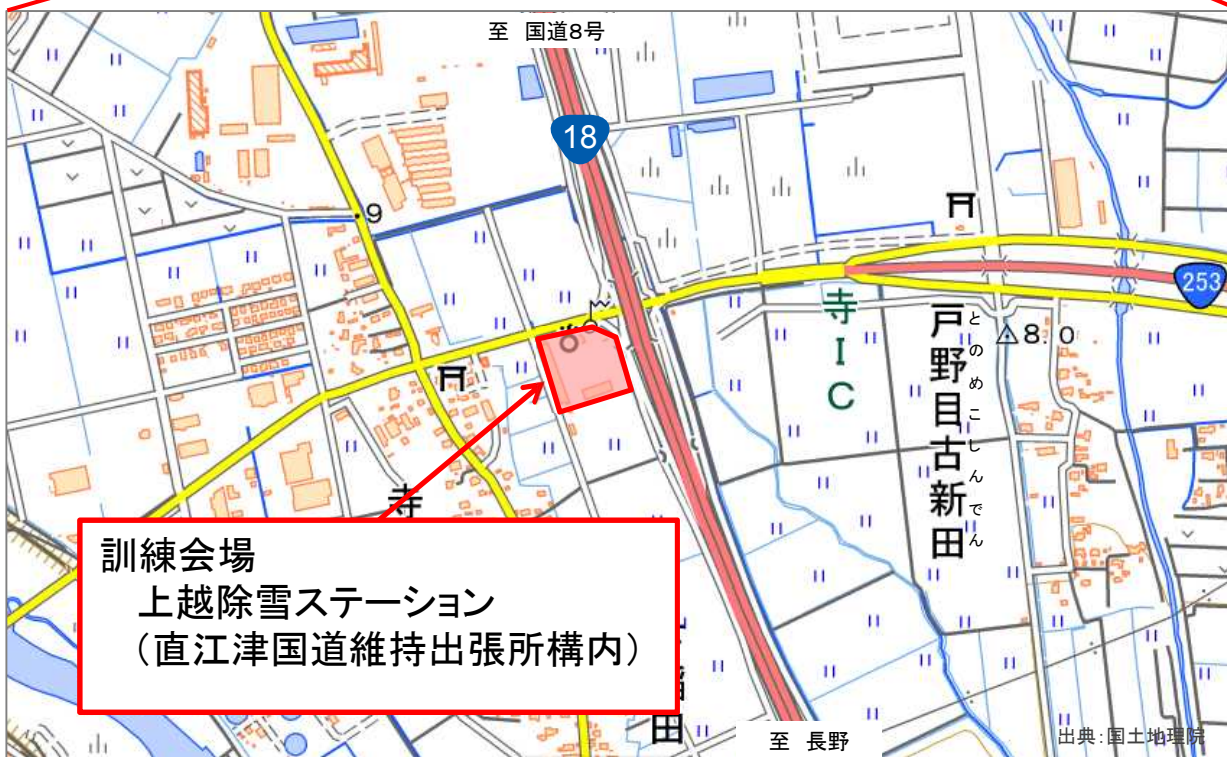 至 国道8号
18
9
253
寺IC
戸野目古新田
とのめこしんでん
8.0
寺
訓練会場
上越除雪ステーション
(直江津国道維持出張所構内)
田
至 長野
出典:国土地理院